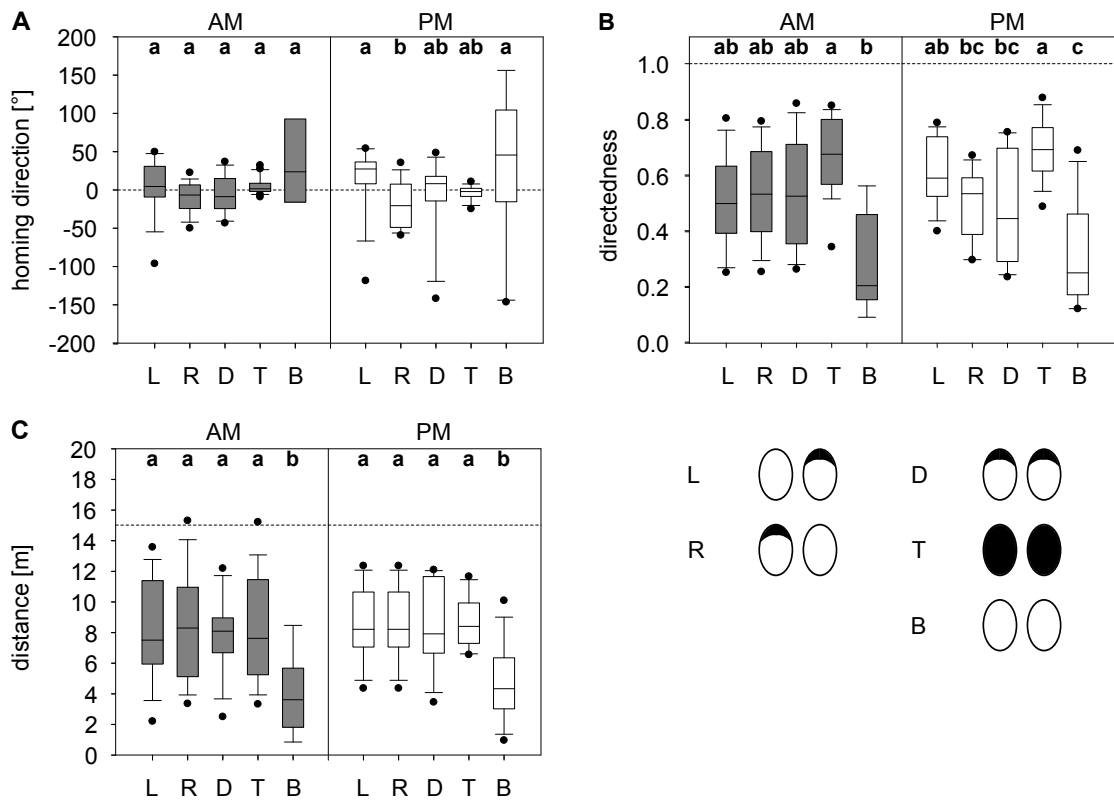 A
AM PM
homing direction [°]
200
150
100
50
0
-50
-100
-150
-200
a a a a a a b ab ab a
L R D T B L R D T B
B
AM PM
directedness
1.0
0.8
0.6
0.4
0.2
0.0
ab ab ab a b ab bc bc a c
L R D T B L R D T B
C
AM PM
distance [m]
20
18
16
14
12
10
8
6
4
2
0
a a a a b a a a a b
L R D T B L R D T B
L D
R T
B